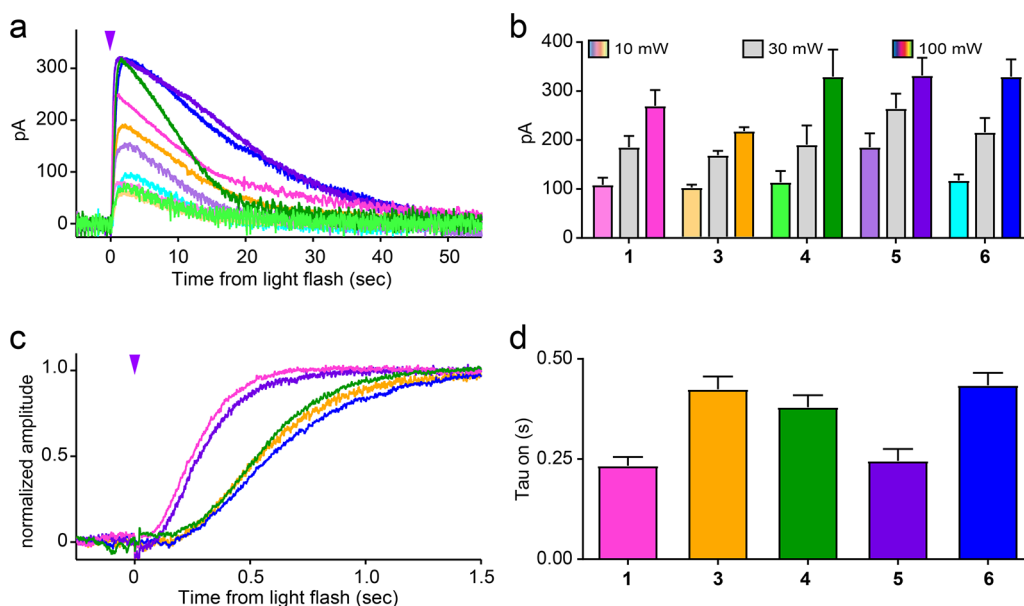 a
pA
300
200
100
0
0 10 20 30 40 50
Time from light flash (sec)
b
10 mW 30 mW 100 mW
pA
400
300
200
100
0
1 3 4 5 6
c
normalized amplitude
1.0
0.5
0
0 0.5 1.0 1.5
Time from light flash (sec)
d
Tau on (s)
0.50
0.25
0.00
1 3 4 5 6